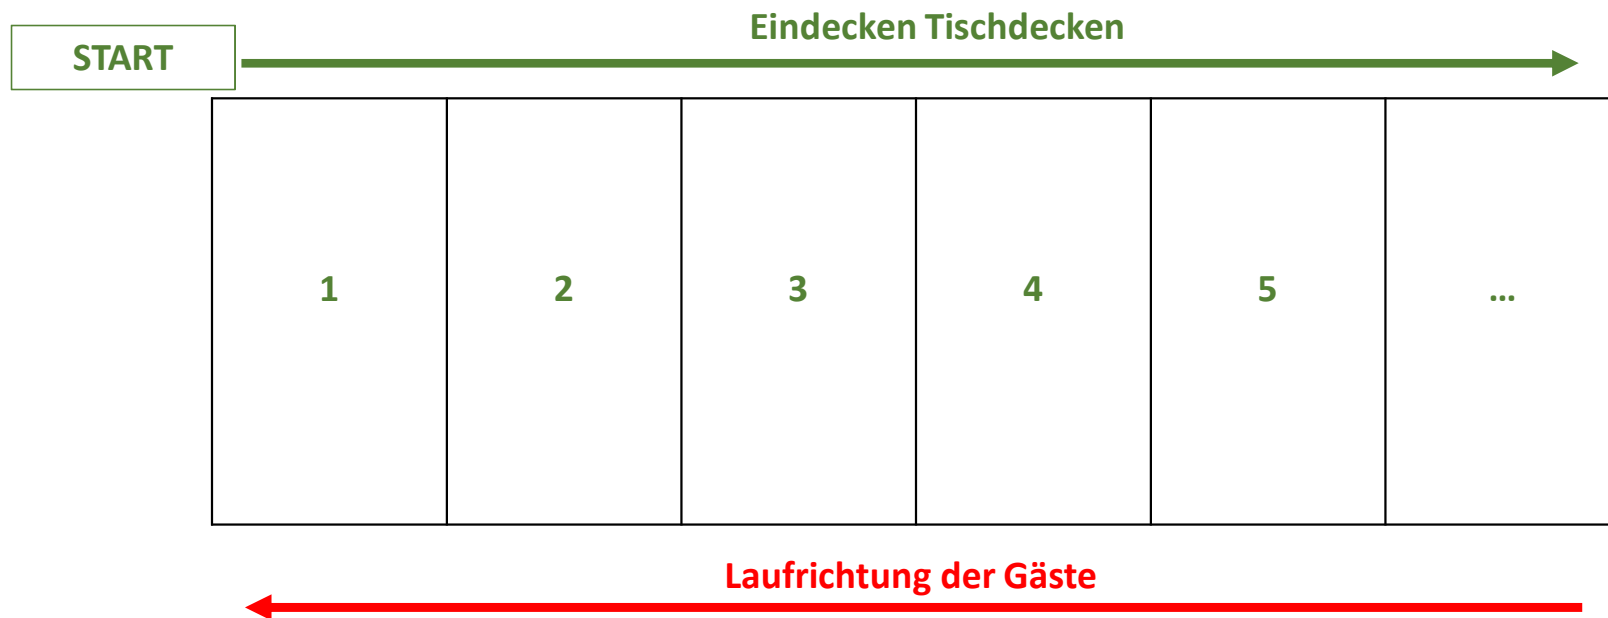 Eindecken Tischdecken
START
1 2 3 4 5 ...
Laufrichtung der Gäste